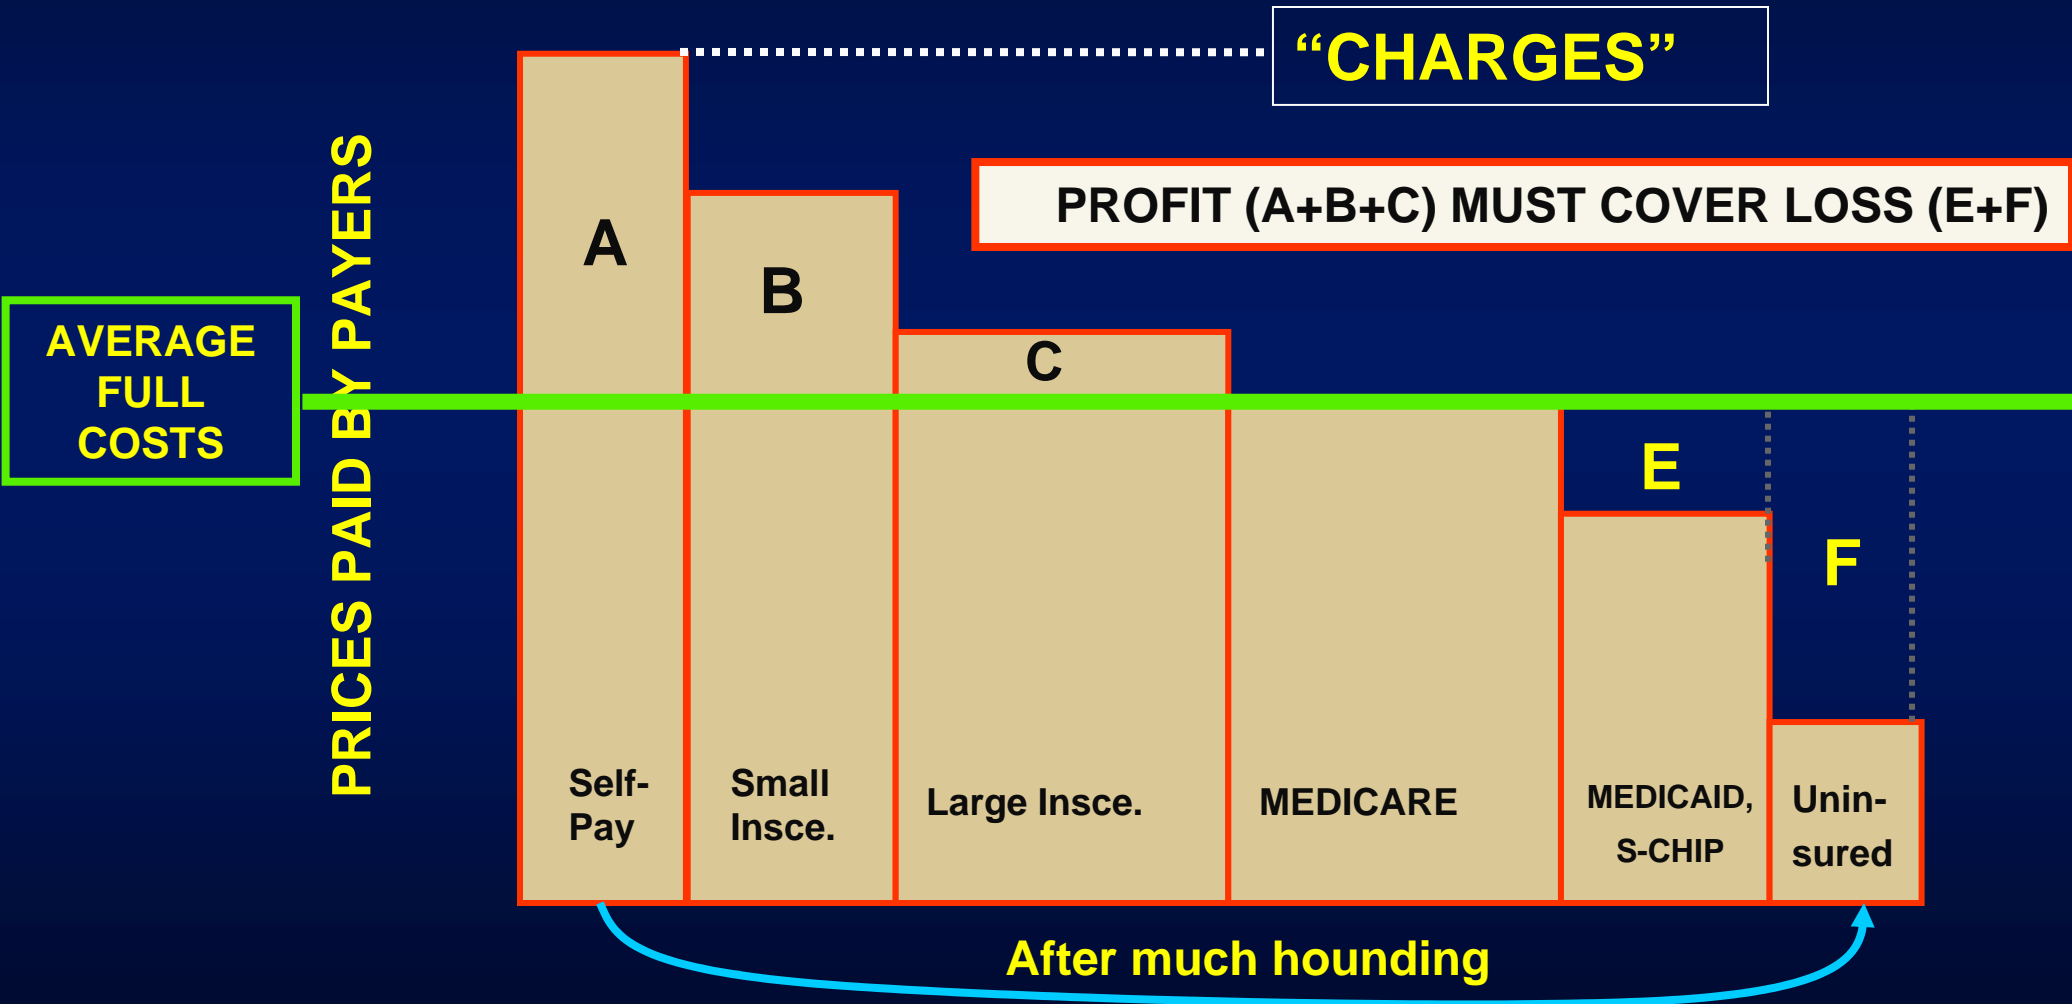 “CHARGES”
PROFIT (A+B+C) MUST COVER LOSS (E+F)
PRICES PAID BY PAYERS
AVERAGE
FULL
COSTS
A
B
C
E
F
Self-
Pay
Small
Insce.
Large Insce.
MEDICARE
MEDICAID,
S-CHIP
Unin-
sured
After much hounding